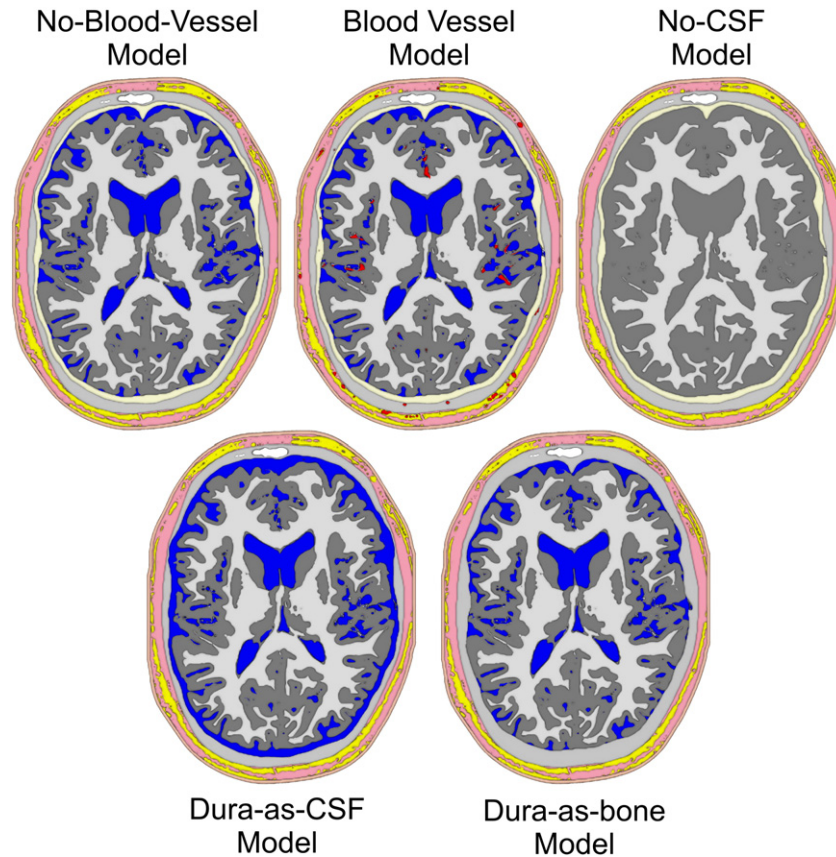 No-Blood-Vessel
Model
Blood Vessel
Model
No-CSF
Model
Dura-as-CSF
Model
Dura-as-bone
Model